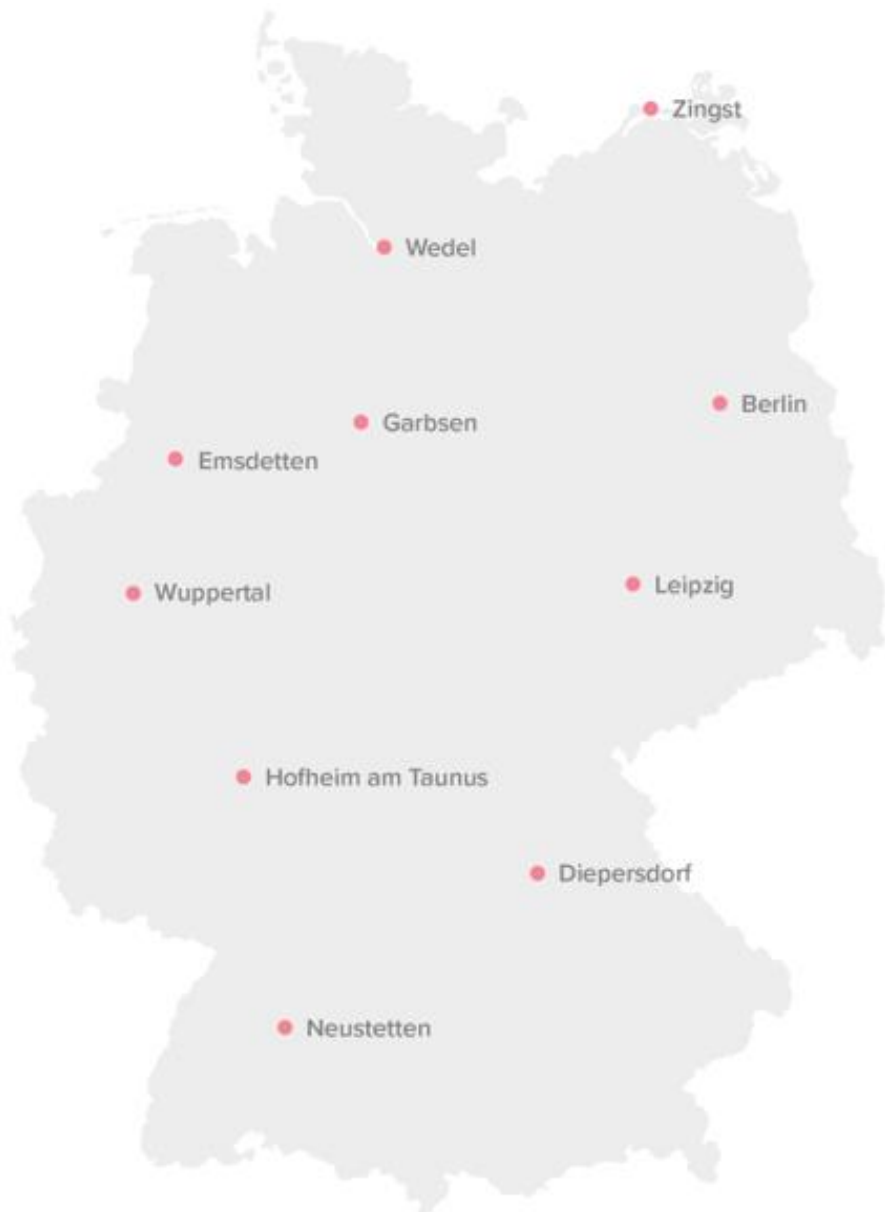 Zingst
Wedel
Berlin
Garbsen
Emsdetten
Leipzig
Wuppertal
Hofheim am Taunus
Diepersdorf
Neustetten